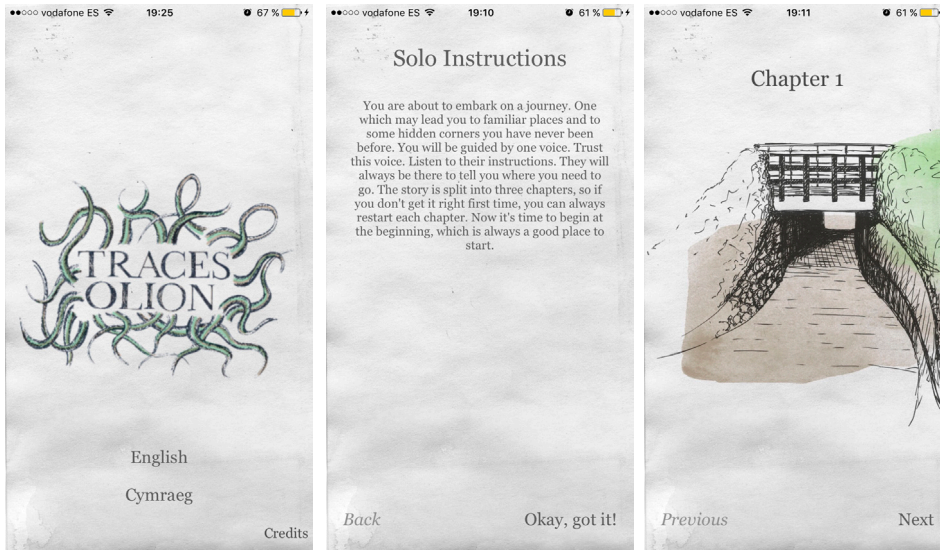 vodafone ES 19:25 67 %
TRACES
OLION
English
Cymraeg
Credits
vodafone ES 19:10 61 %
Solo Instructions
You are about to embark on a journey. One
which may lead you to familiar places and to
some hidden corners you have never been
before. You will be guided by one voice. Trust
this voice. Listen to their instructions. They will
always be there to tell you where you need to
go. The story is split into three chapters, so if
you don't get it right first time, you can always
restart each chapter. Now it's time to begin at
the beginning, which is always a good place to
start.
Back Okay, got it!
vodafone ES 19:11 61 %
Chapter 1
Previous Next